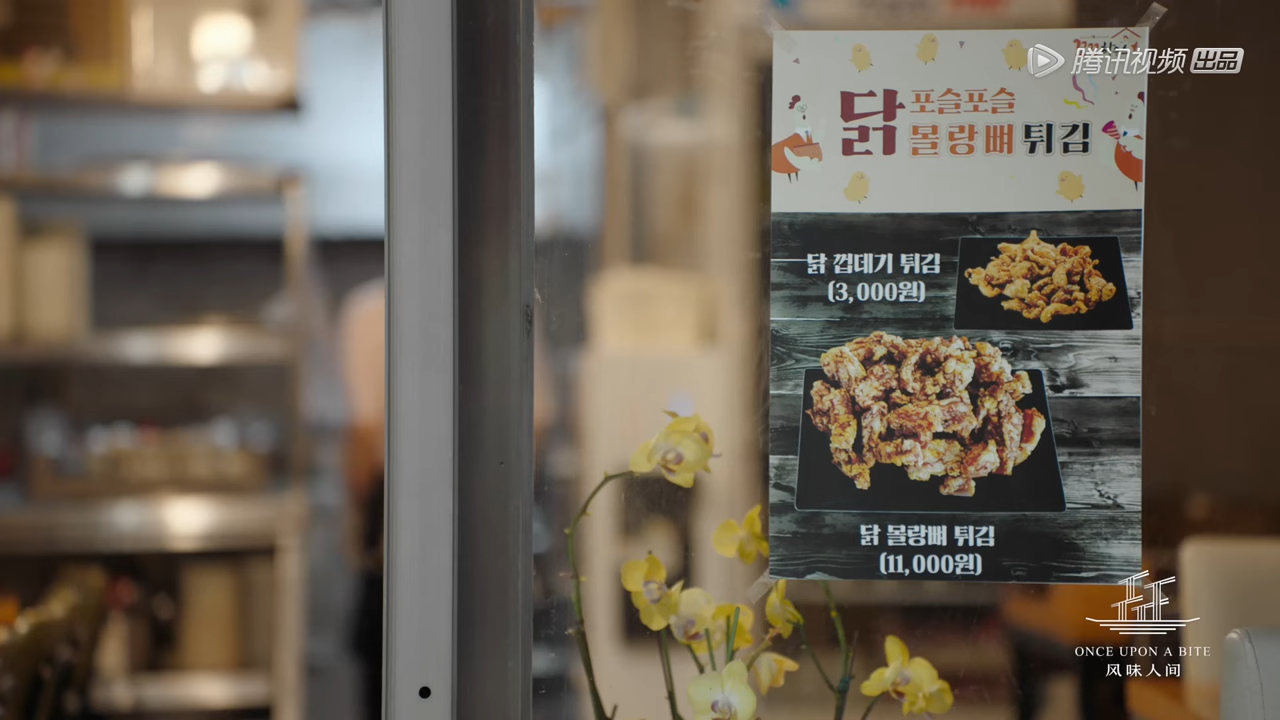 腾讯视频 出品
닭 포슬포슬
몰랑뼈 튀김
닭 껍데기 튀김
(3,000원)
닭 몰랑뼈 튀김
(11,000원)
ONCE UPON A BITE
风味人间